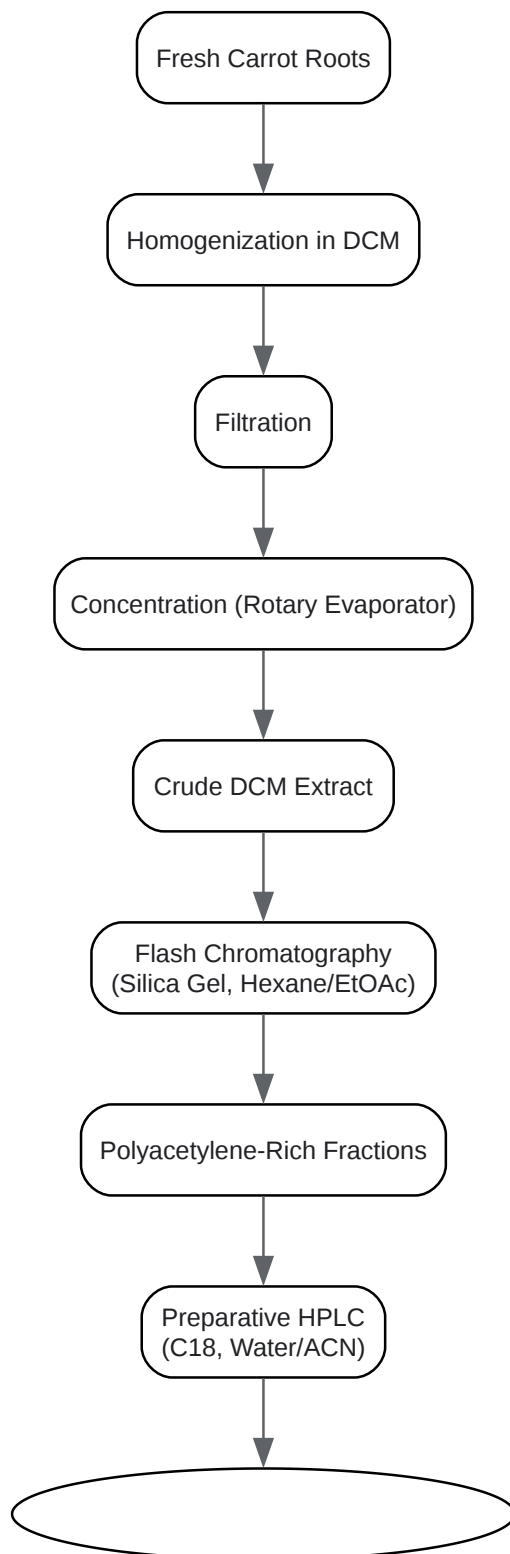 Fresh Carrot Roots
Homogenization in DCM
Filtration
Concentration (Rotary Evaporator)
Crude DCM Extract
Flash Chromatography
(Silica Gel, Hexane/EtOAc)
Polyacetylene-Rich Fractions
Preparative HPLC
(C18, Water/ACN)